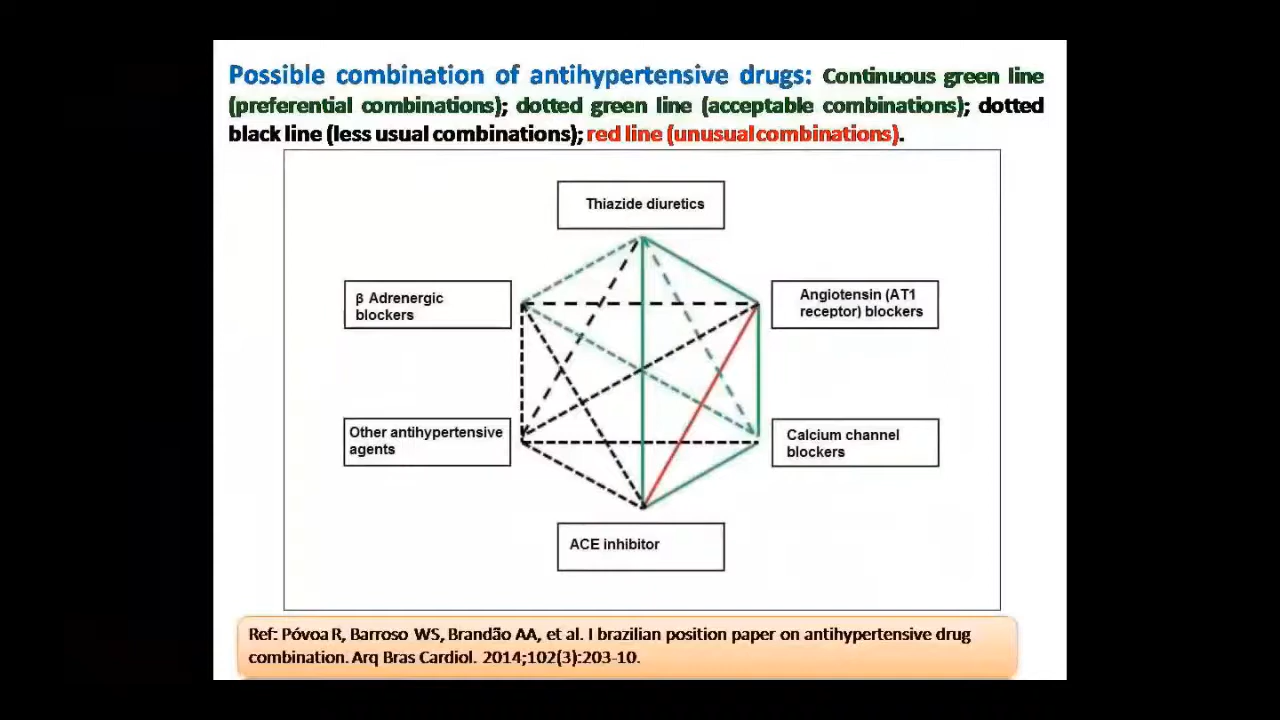 Possible combination of antihypertensive drugs: Continuous green line
(preferential combinations); dotted green line (acceptable combinations); dotted
black line (less usual combinations); red line (unusual combinations).
Thiazide diuretics
β Adrenergic
blockers
Angiotensin (AT1
receptor) blockers
Other antihypertensive
agents
Calcium channel
blockers
ACE inhibitor
Ref: Póvoa R, Barroso WS, Brandão AA, et al. I brazilian position paper on antihypertensive drug
combination. Arq Bras Cardiol. 2014;102(3):203-10.